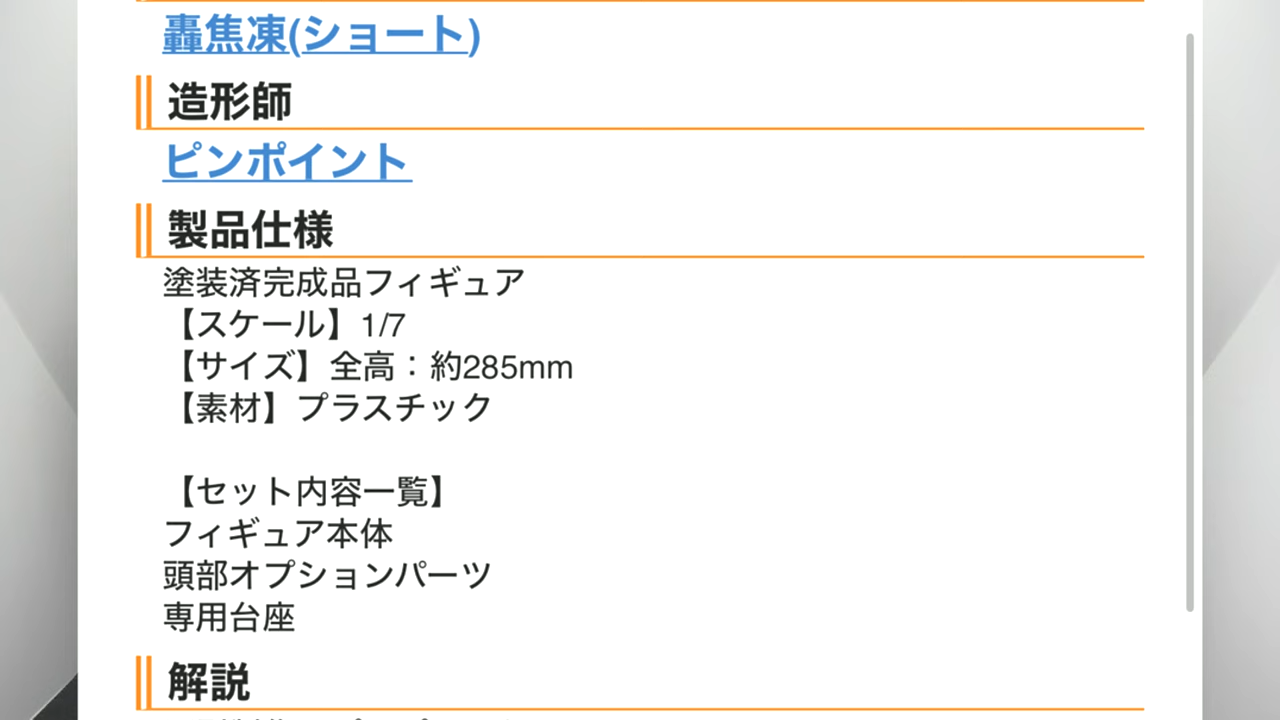 轟焦凍(ショート)
造形師
ピンポイント
製品仕様
塗装済完成品フィギュア
【スケール】1/7
【サイズ】全高：約285mm
【素材】プラスチック
【セット内容一覧】
フィギュア本体
頭部オプションパーツ
専用台座
解説